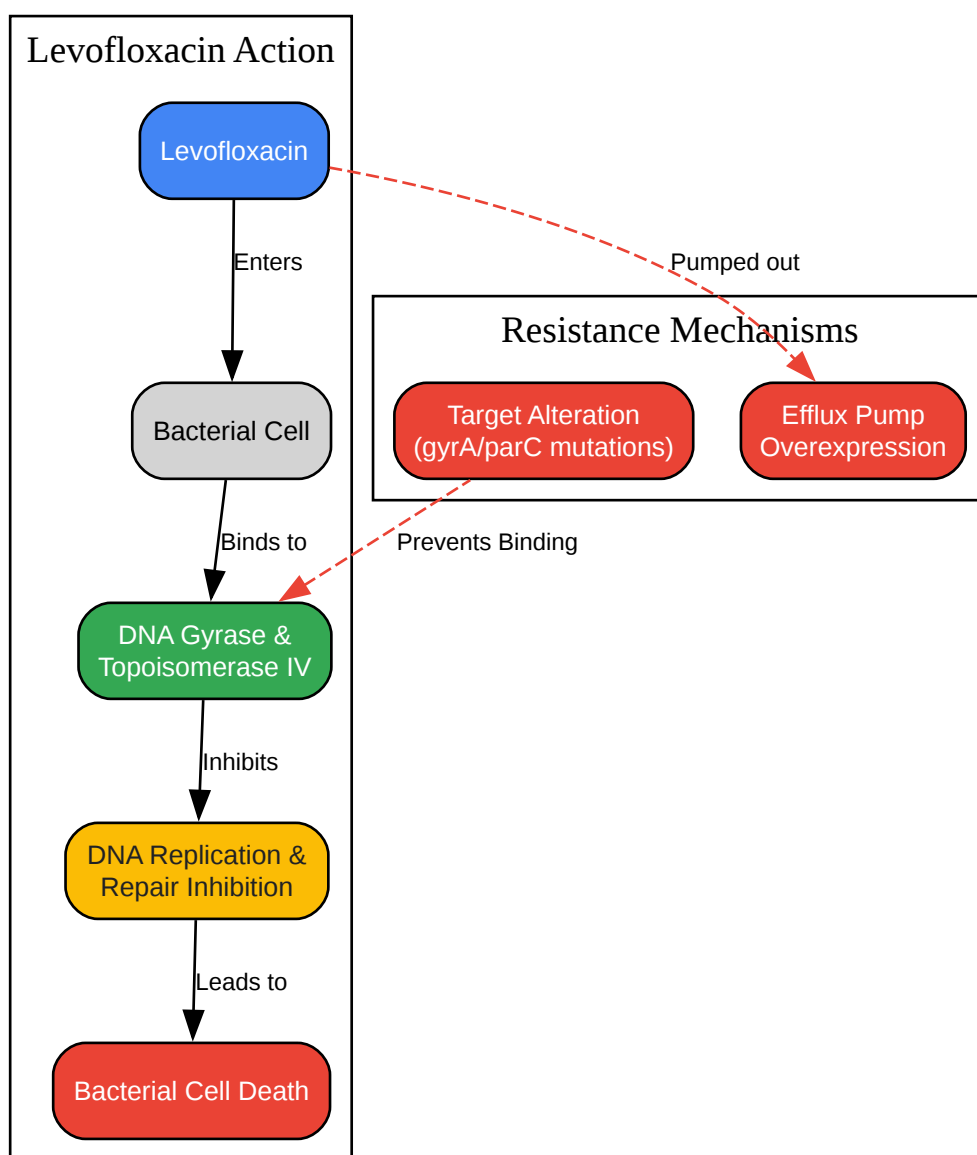 Levofloxacin Action
Levofloxacin
Enters
Pumped out
Resistance Mechanisms
Bacterial Cell
Target Alteration
(gyrA/parC mutations)
Efflux Pump
Overexpression
Binds to
Prevents Binding
DNA Gyrase &
Topoisomerase IV
Inhibits
DNA Replication &
Repair Inhibition
Leads to
Bacterial Cell Death